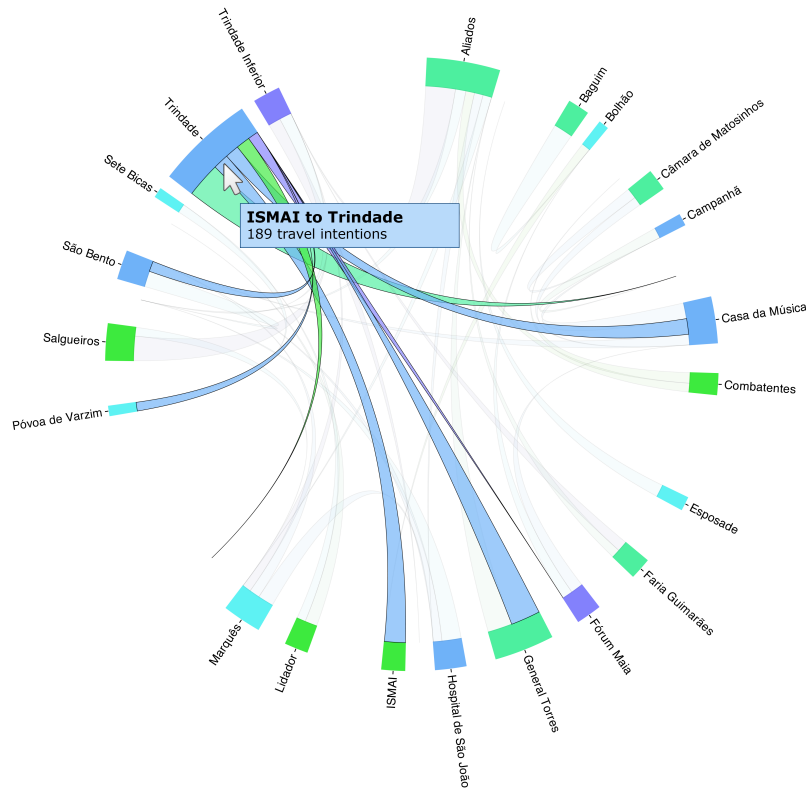 Aliados
Baguim
Bolhão
Câmara de Matosinhos
Campanhã
Casa da Música
Combatentes
Esposade
Faria Guimarães
Fórum Maia
General Torres
Hospital de São João
ISMAI
Lidador
Marquês
Póvoa de Varzim
Salgueiros
São Bento
Sete Bicas
Trindade
Trindade Inferior
ISMAI to Trindade
189 travel intentions